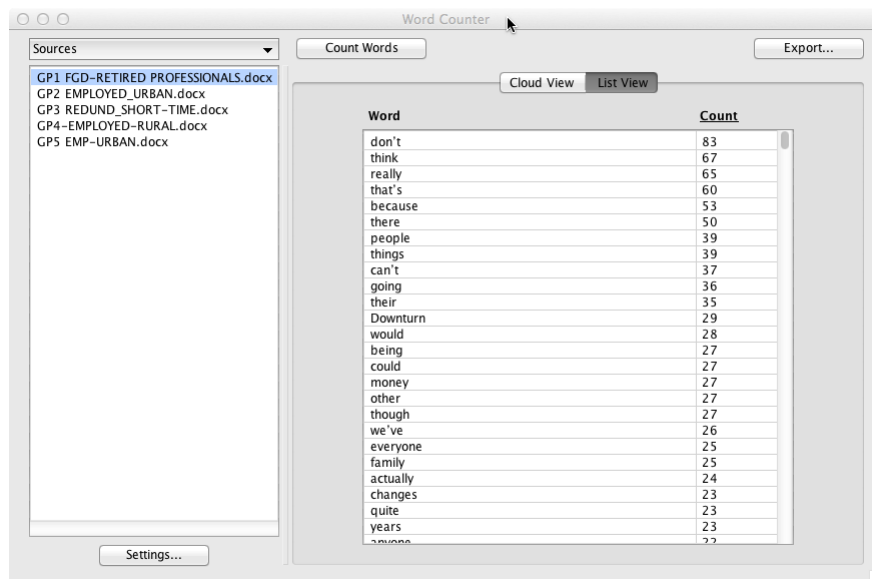 Word Counter
Sources
Count Words
Export...
GP1 FGD-RETIRED PROFESSIONALS.docx
GP2 EMPLOYED_URBAN.docx
GP3 REDUND_SHORT-TIME.docx
GP4-EMPLOYED-RURAL.docx
GP5 EMP-URBAN.docx
Settings...
Cloud View List View
Word Count
don't 83
think 67
really 65
that's 60
because 53
there 50
people 39
things 39
can't 37
going 36
their 35
Downturn 29
would 28
being 27
could 27
money 27
other 27
though 27
we've 26
everyone 25
family 25
actually 24
changes 23
quite 23
years 23
anyone 22